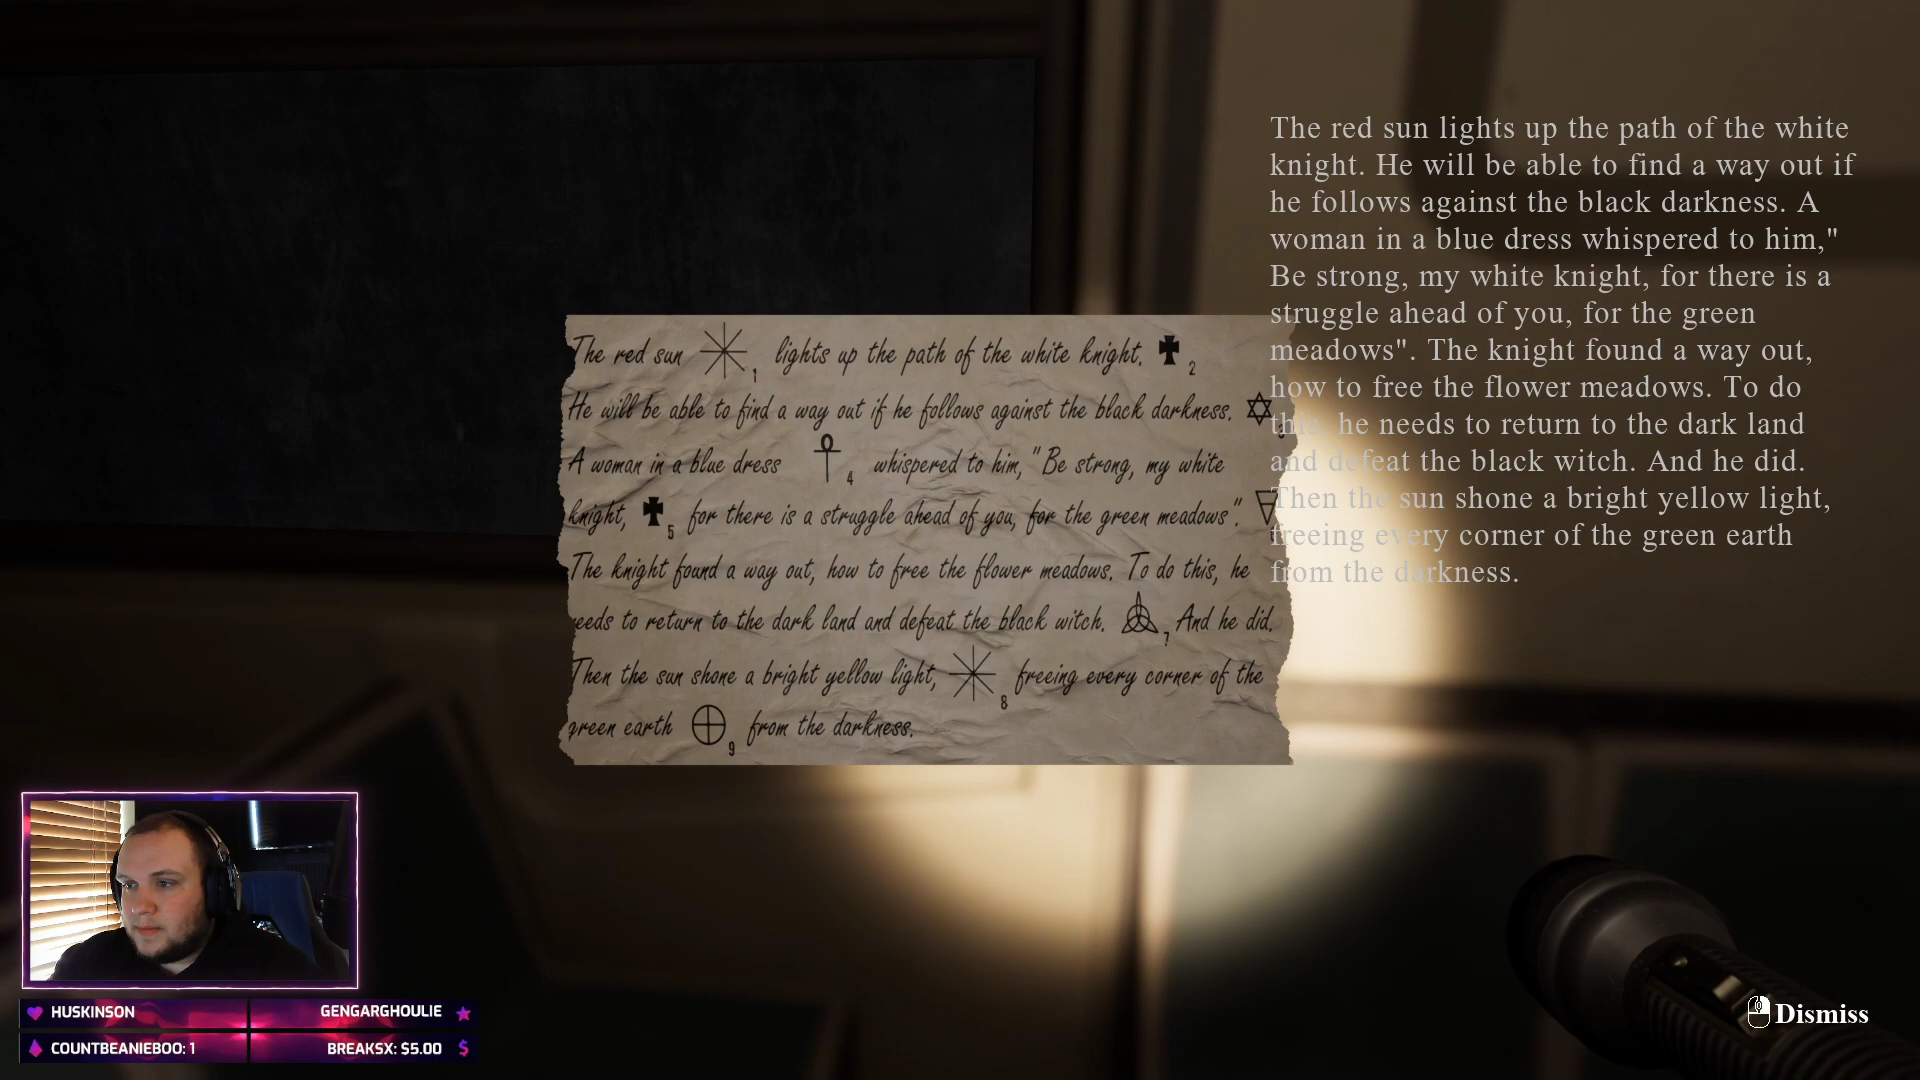 The red sun lights up the path of the white knight.
1
2
He will be able to find a way out if he follows against the black darkness.
A woman in a blue dress whispered to him," Be strong, my white
4
knight, for there is a struggle ahead of you, for the green meadows".
5
The knight found a way out, how to free the flower meadows. To do this, he
needs to return to the dark land and defeat the black witch. And he did.
7
Then the sun shone a bright yellow light, freeing every corner of the
8
green earth from the darkness.
9
The red sun lights up the path of the white
knight. He will be able to find a way out if
he follows against the black darkness. A
woman in a blue dress whispered to him,"
Be strong, my white knight, for there is a
struggle ahead of you, for the green
meadows". The knight found a way out,
how to free the flower meadows. To do
this, he needs to return to the dark land
and defeat the black witch. And he did.
Then the sun shone a bright yellow light,
freeing every corner of the green earth
from the darkness.
HUSKINSON
GENGARGHOULIE
COUNTBEANIEBOO: 1
BREAKSX: $5.00
Dismiss